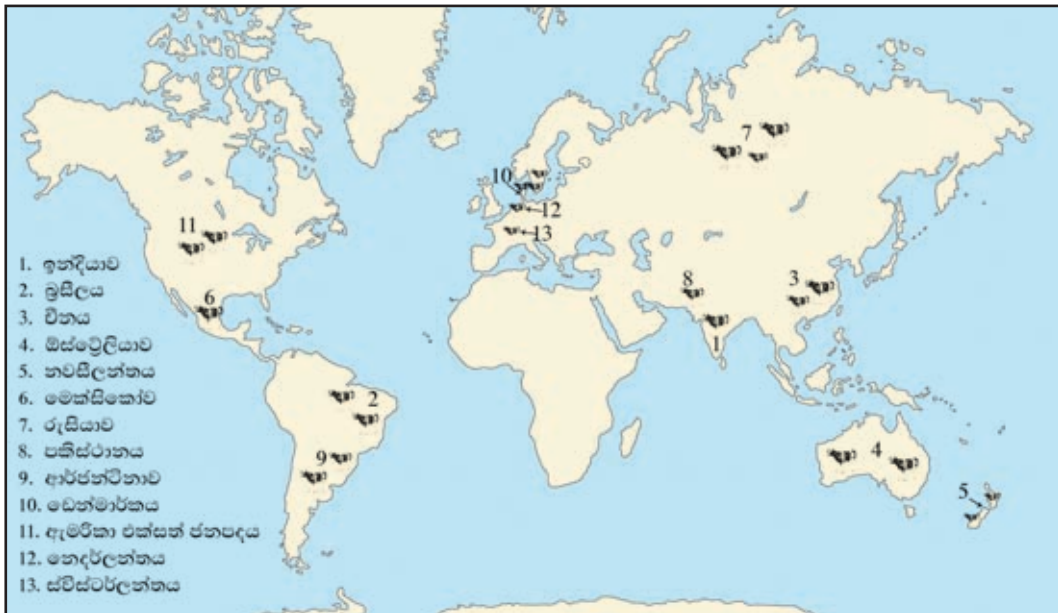 1. ඉන්දියාව
2. බ්‍රසීලය
3. චීනය
4. ඕස්ට්‍රේලියාව
5. නවසීලන්තය
6. මෙක්සිකෝව
7. රුසියාව
8. පකිස්ථානය
9. ආර්ජන්ටිනාව
10. ඩෙන්මාර්කය
11. ඇමරිකා එක්සත් ජනපදය
12. නෙදර්ලන්තය
13. ස්විස්ටර්ලන්තය
7
10
12
13
11
8
3
6
1
2
9
4
5